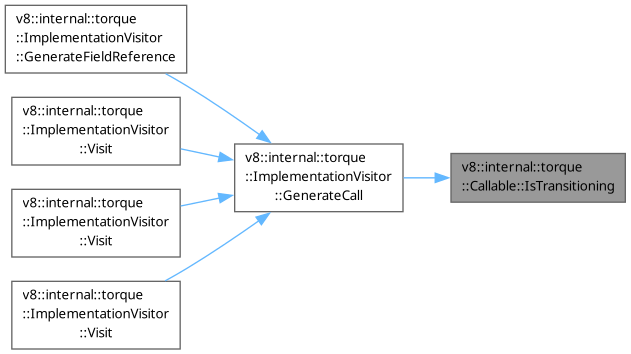 v8::internal::torque
::ImplementationVisitor
::GenerateFieldReference
v8::internal::torque
::ImplementationVisitor
::Visit
v8::internal::torque
::ImplementationVisitor
::Visit
v8::internal::torque
::ImplementationVisitor
::Visit
v8::internal::torque
::ImplementationVisitor
::GenerateCall
v8::internal::torque
::Callable::IsTransitioning